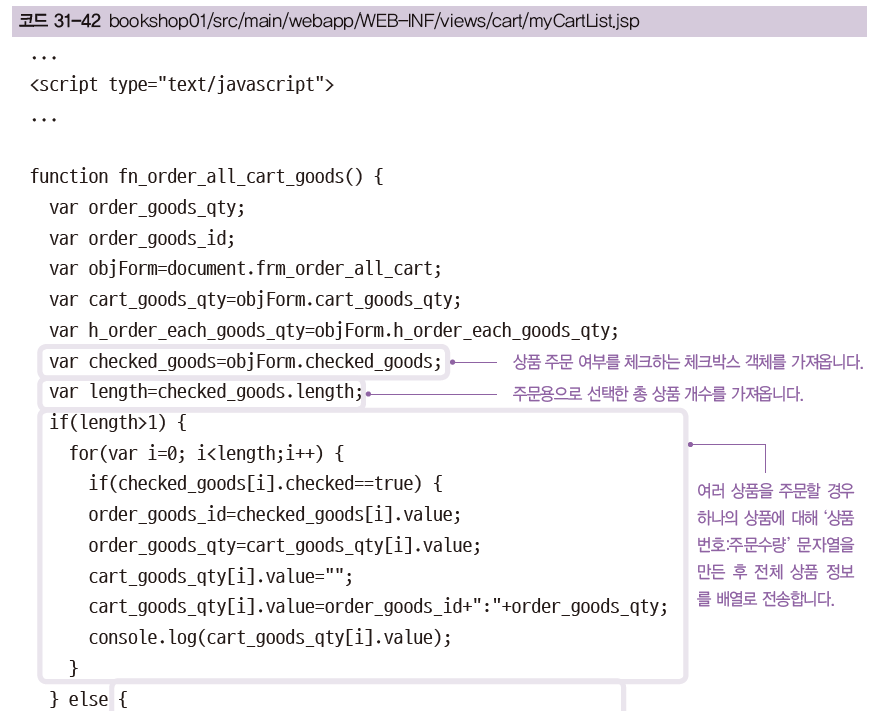 코드 31-42 bookshop01/src/main/webapp/WEB-INF/views/cart/myCartList.jsp
...
<script type="text/javascript">
...
function fn_order_all_cart_goods() {
var order_goods_qty;
var order_goods_id;
var objForm=document.frm_order_all_cart;
var cart_goods_qty=objForm.cart_goods_qty;
var h_order_each_goods_qty=objForm.h_order_each_goods_qty;
var checked_goods=objForm.checked_goods; 상품 주문 여부를 체크하는 체크박스 객체를 가져옵니다.
var length=checked_goods.length; 주문용으로 선택한 총 상품 개수를 가져옵니다.
if(length>1) {
for(var i=0; i<length;i++) {
if(checked_goods[i].checked==true) {
order_goods_id=checked_goods[i].value;
order_goods_qty=cart_goods_qty[i].value;
cart_goods_qty[i].value="";
cart_goods_qty[i].value=order_goods_id+":"+order_goods_qty;
console.log(cart_goods_qty[i].value);
}
여러 상품을 주문할 경우
하나의 상품에 대해 '상품
번호:주문수량' 문자열을
만든 후 전체 상품 정보
를 배열로 전송합니다.
} else {